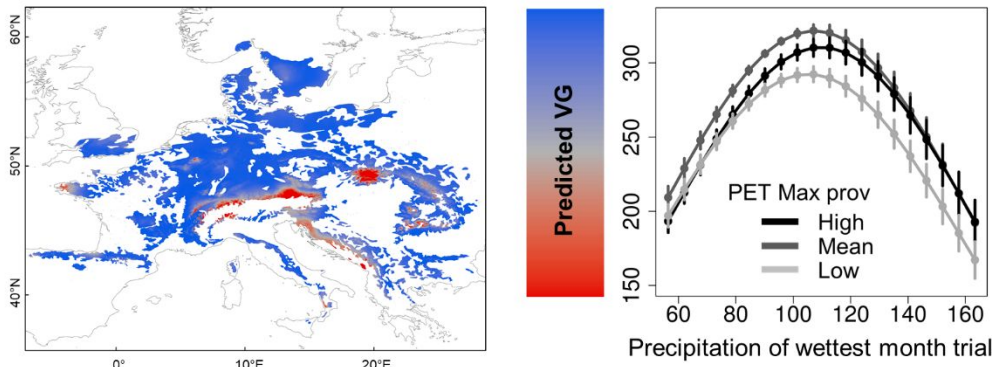 60°N
50°N
40°N
0°
10°E
20°E
Predicted VG
300
250
200
150
PET Max prov
High
Mean
Low
60
80
100
120
140
160
Precipitation of wettest month trial